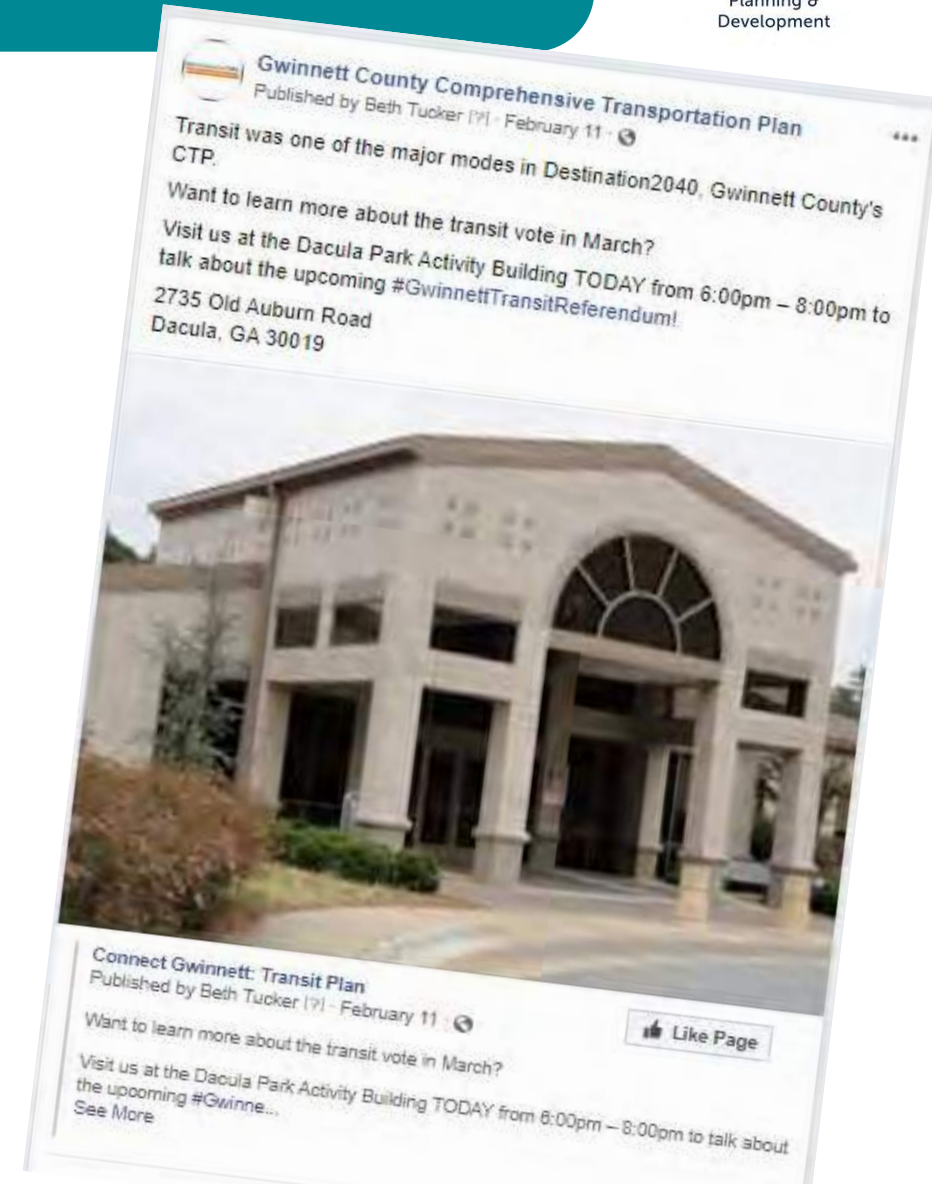 Planning &
Development
Gwinnett County Comprehensive Transportation Plan
Published by Beth Tucker [?] · February 11 ·
Transit was one of the major modes in Destination2040, Gwinnett County's
CTP.
Want to learn more about the transit vote in March?
Visit us at the Dacula Park Activity Building TODAY from 6:00pm – 8:00pm to
talk about the upcoming #GwinnettTransitReferendum!
2735 Old Auburn Road
Dacula, GA 30019
Connect Gwinnett: Transit Plan
Published by Beth Tucker [?] · February 11 ·
Like Page
Want to learn more about the transit vote in March?
Visit us at the Dacula Park Activity Building TODAY from 6:00pm – 8:00pm to talk about
the upcoming #Gwinne...
See More